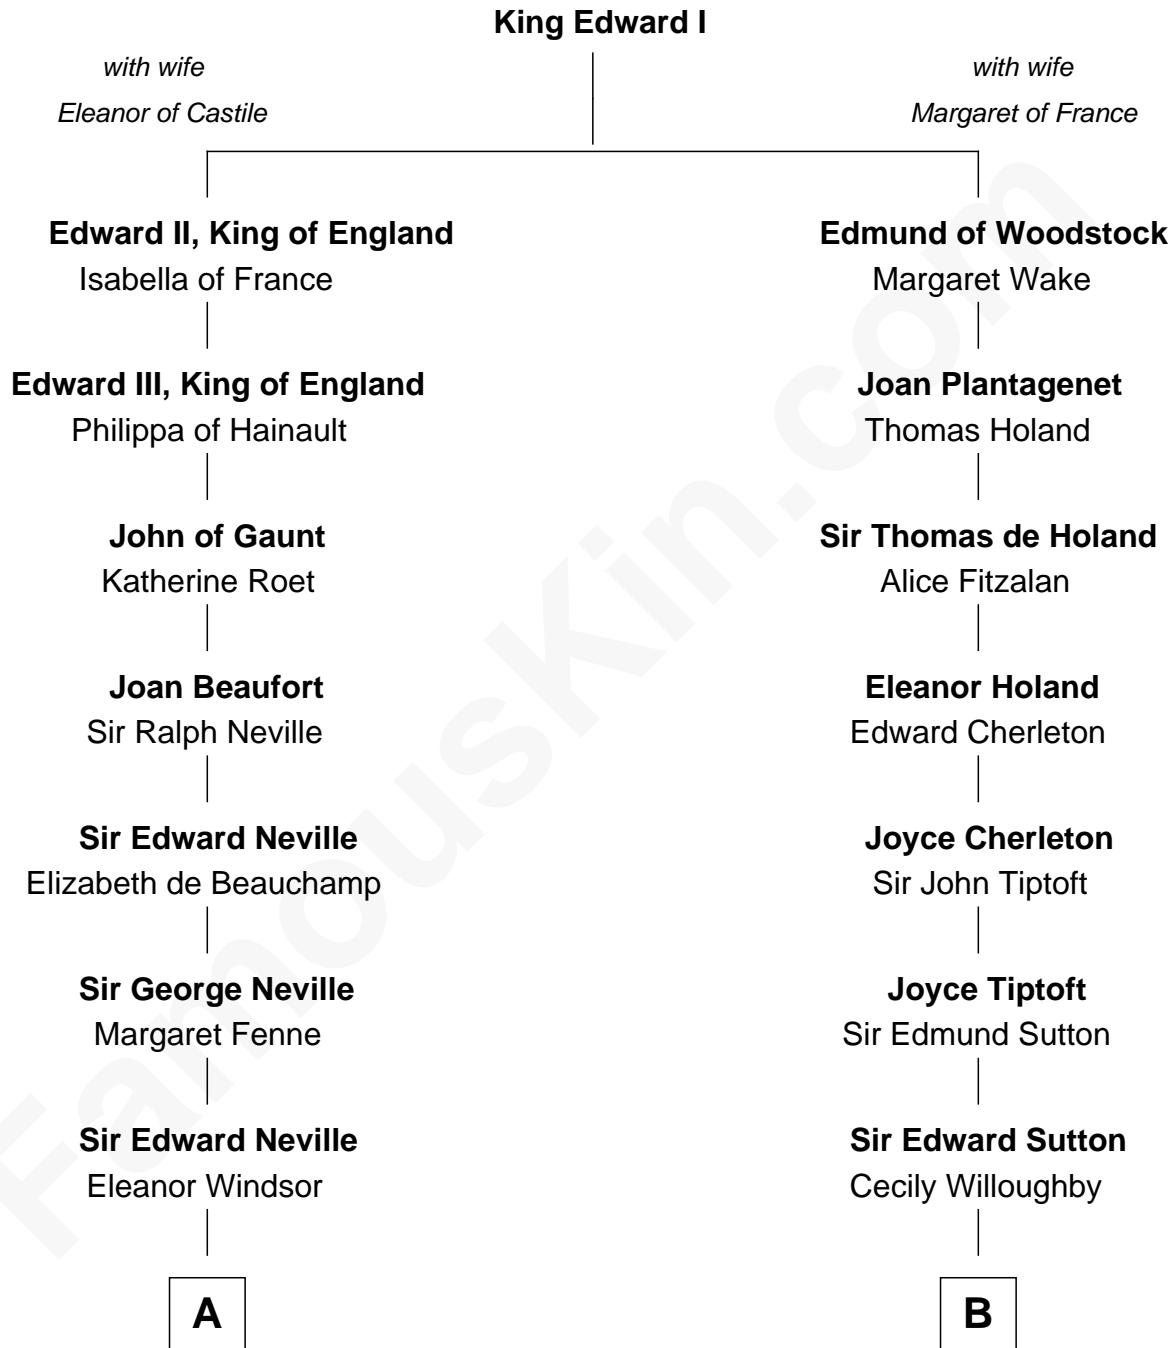 King Edward I
with wife
Eleanor of Castile
with wife
Margaret of France
Edward II, King of England
Isabella of France
Edmund of Woodstock
Margaret Wake
Edward III, King of England
Philippa of Hainault
Joan Plantagenet
Thomas Holand
John of Gaunt
Katherine Roet
Sir Thomas de Holand
Alice Fitzalan
Joan Beaufort
Sir Ralph Neville
Eleanor Holand
Edward Cherleton
Sir Edward Neville
Elizabeth de Beauchamp
Joyce Cherleton
Sir John Tiptoft
Sir George Neville
Margaret Fenne
Joyce Tiptoft
Sir Edmund Sutton
Sir Edward Neville
Eleanor Windsor
Sir Edward Sutton
Cecily Willoughby
A
B
FamousKin.com